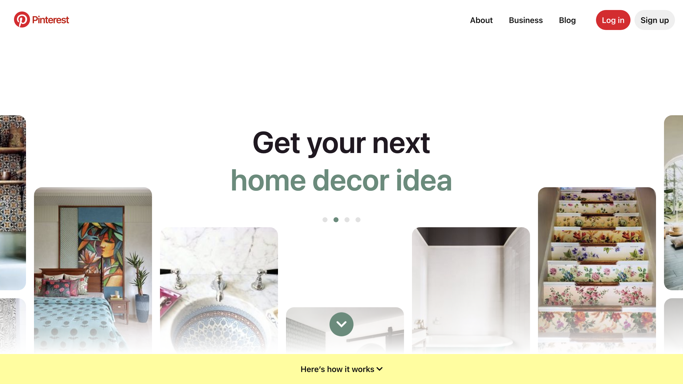 Pinterest
About
Business
Blog
Log in
Sign up
Get your next
home decor idea
Here's how it works